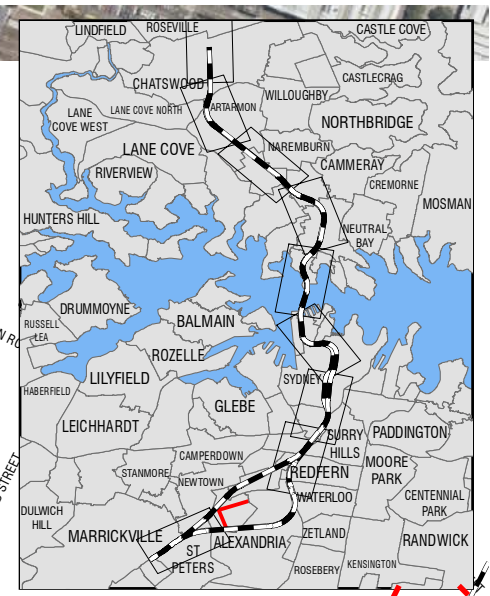 LINDFIELD
ROSEVILLE
CASTLE COVE
CHATSWOOD
CASTLECRAG
WILLOUGHBY
LANE COVE NORTH
ARTARMON
LANE
COVE WEST
NORTHBRIDGE
LANE COVE
NAREMBURN
CAMMERAY
RIVERVIEW
CREMORNE
MOSMAN
HUNTERS HILL
NEUTRAL
BAY
DRUMMOYNE
RUSSELL
LEA
BALMAIN
ROZELLE
LILYFIELD
SYDNEY
HABERFIELD
GLEBE
LEICHHARDT
SURRY
HILLS
PADDINGTON
CAMPERDOWN
STANMORE
REDFERN
MOORE
PARK
NEWTOWN
WATERLOO
CENTENNIAL
PARK
DULWICH
HILL
MARRICKVILLE
ALEXANDRIA
ZETLAND
RANDWICK
ST
PETERS
ROSEBERY
KENSINGTON
STREET